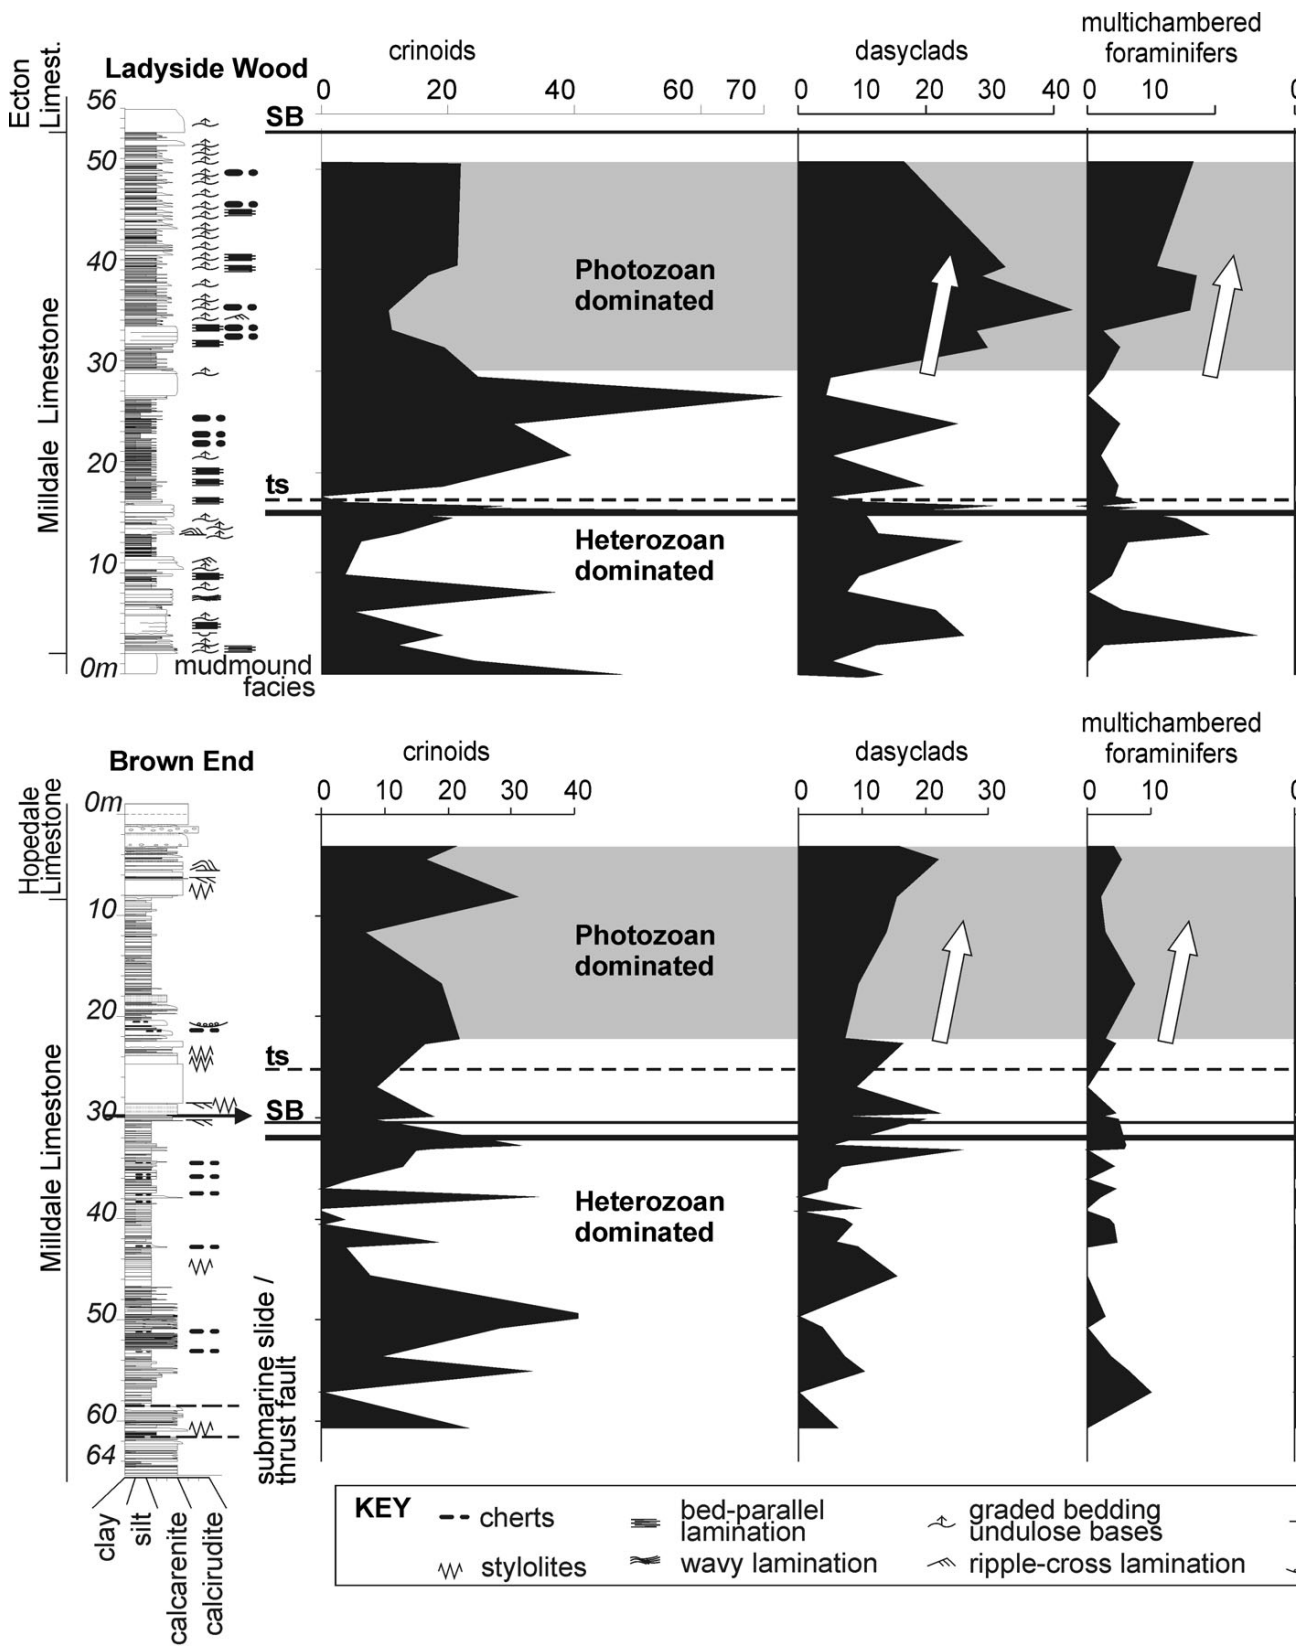 crinoids
dasyclads
multichambered
foraminifers
Ecton
Limest.
Ladyside Wood
0 20 40 60 70
0 10 20 30 40
0 10
0
56
SB
50
40
Photozoan
dominated
30
Milldale Limestone
20
ts
Heterozoan
dominated
10
0m
mudmound
facies
crinoids
dasyclads
multichambered
foraminifers
Brown End
0 10 20 30 40
0 10 20 30
0 10
0
0m
Hopedale
Limestone
10
Photozoan
dominated
20
ts
30
SB
Milldale Limestone
40
Heterozoan
dominated
50
submarine slide /
thrust fault
60
64
clay
silt
calcarenite
calcirudite
KEY
cherts
bed-parallel
lamination
graded bedding
undulose bases
stylolites
wavy lamination
ripple-cross lamination